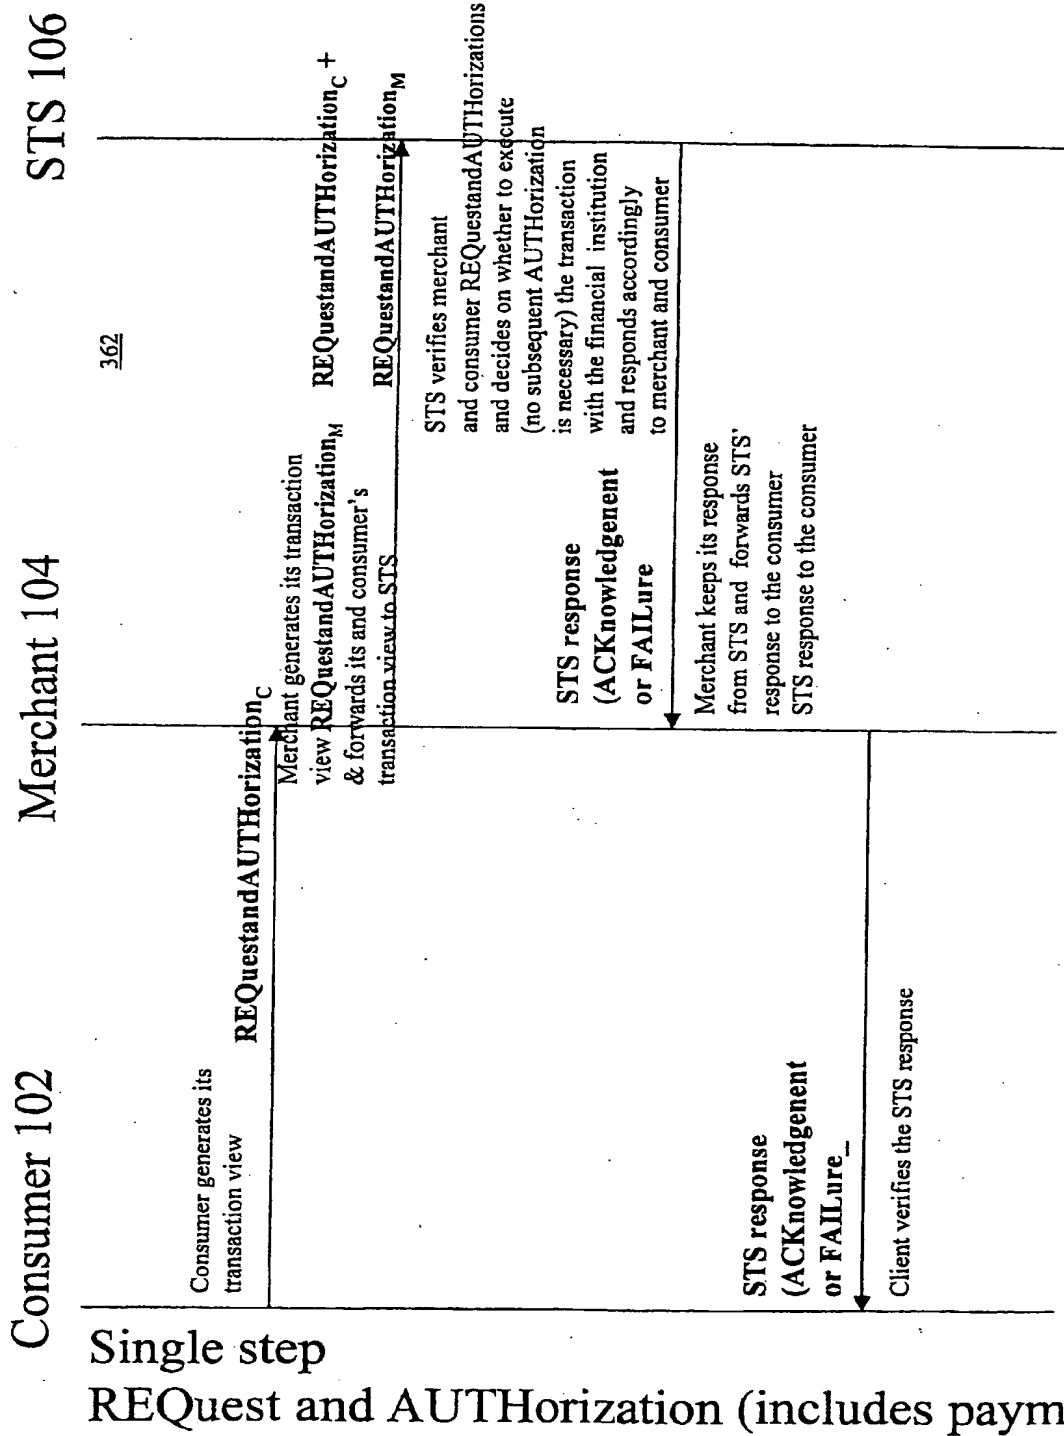 Consumer 102
Merchant 104
STS 106
362
Consumer generates its
transaction view
REQuestandAUTHorizationC
Merchant generates its transaction
view REQuestandAUTHorizationM
& forwards its and consumer's
transaction view to STS
REQuestandAUTHorizationC +
REQuestandAUTHorizationM
STS verifies merchant
and consumer REQuestandAUTHorizations
and decides on whether to execute
(no subsequent AUTHorization
is necessary) the transaction
with the financial institution
and responds accordingly
to merchant and consumer
STS response
(ACKnowledgenent
or FAILure
Merchant keeps its response
from STS and forwards STS'
response to the consumer
STS response to the consumer
STS response
(ACKnowledgenent
or FAILure_
Client verifies the STS response
Single step
REQuest and AUTHorization (includes paym